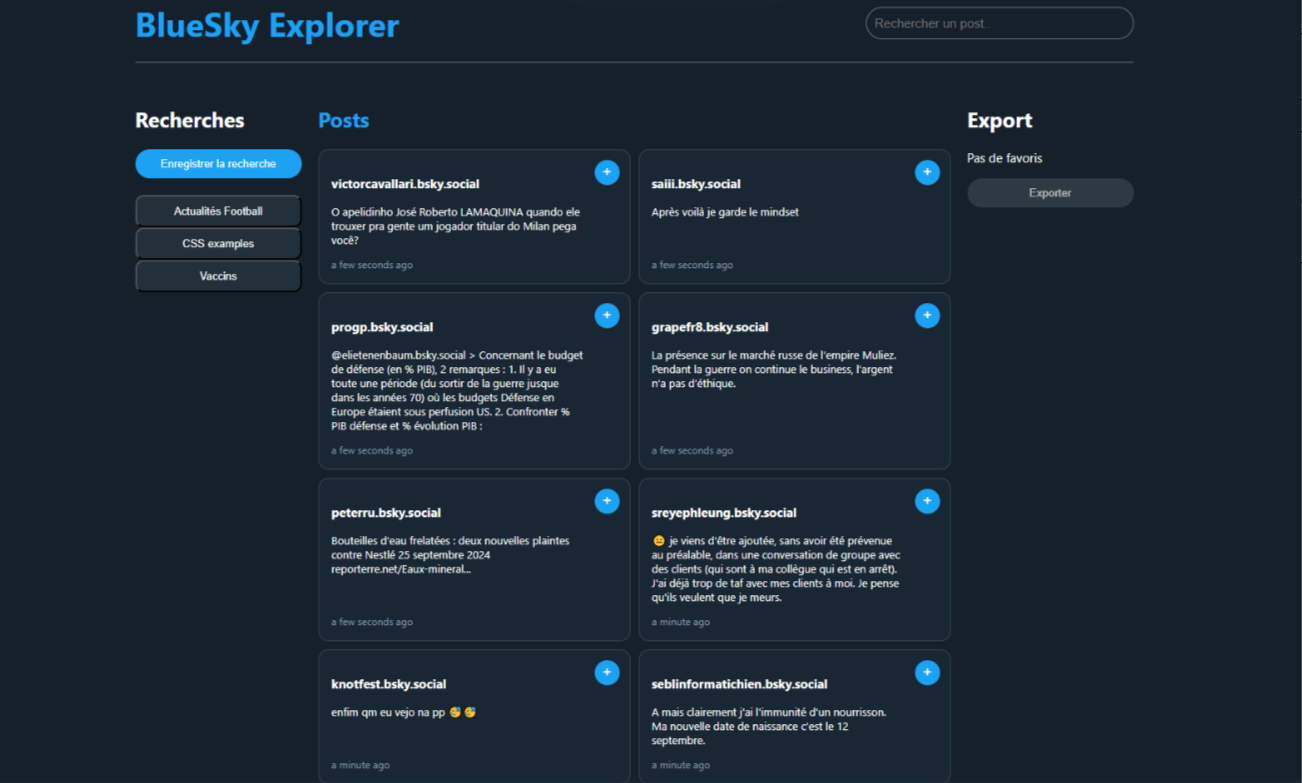 BlueSky Explorer
Rechercher un post..
Recherches
Enregistrer la recherche
Actualités Football
CSS examples
Vaccins
Posts
victorcavallari.bsky.social
+
O apelidinho José Roberto LAMAQUINA quando ele
trouxer pra gente um jogador titular do Milan pega
você?
a few seconds ago
saiii.bsky.social
+
Après voilà je garde le mindset
a few seconds ago
progp.bsky.social
+
@elietenenbaum.bsky.social > Concernant le budget
de défense (en % PIB), 2 remarques : 1. Il y a eu
toute une période (du sortir de la guerre jusque
dans les années 70) où les budgets Défense en
Europe étaient sous perfusion US. 2. Confronter %
PIB défense et % évolution PIB :
a few seconds ago
grapefr8.bsky.social
+
La présence sur le marché russe de l'empire Muliez.
Pendant la guerre on continue le business, l'argent
n'a pas d'éthique.
a few seconds ago
peterru.bsky.social
+
Bouteilles d'eau frelatées : deux nouvelles plaintes
contre Nestlé 25 septembre 2024
reporterre.net/Eaux-mineral...
a few seconds ago
sreyephleung.bsky.social
+
😑 je viens d'être ajoutée, sans avoir été prévenue
au préalable, dans une conversation de groupe avec
des clients (qui sont à ma collègue qui est en arrêt).
J'ai déjà trop de taf avec mes clients à moi. Je pense
qu'ils veulent que je meurs.
a minute ago
knotfest.bsky.social
+
enfim qm eu vejo na pp 🥳 🥳
a minute ago
seblinformatichien.bsky.social
+
A mais clairement j'ai l'immunité d'un nourrisson.
Ma nouvelle date de naissance c'est le 12
septembre.
a minute ago
Export
Pas de favoris
Exporter